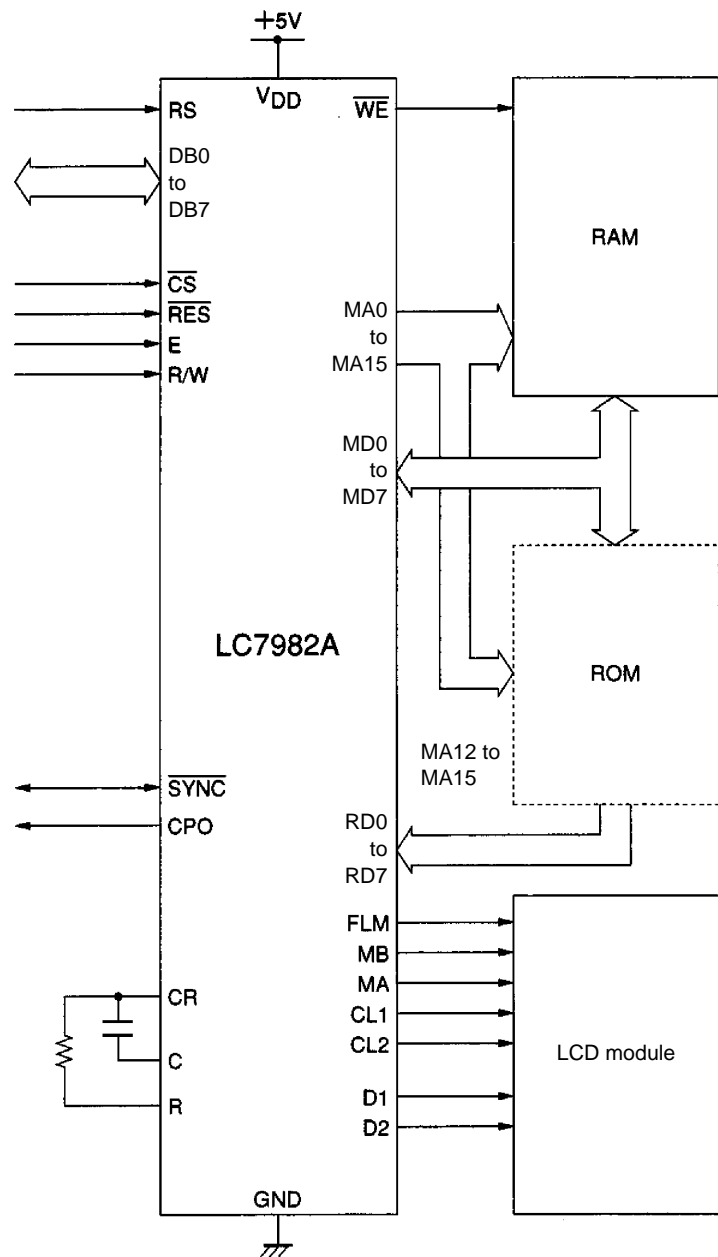 +5V
VDD
RS
WE
DB0
to
DB7
RAM
CS
RES
E
R/W
MA0
to
MA15
MD0
to
MD7
LC7982A
ROM
MA12 to
MA15
SYNC
CPO
RD0
to
RD7
FLM
MB
MA
CL1
CL2
D1
D2
LCD module
CR
C
R
GND